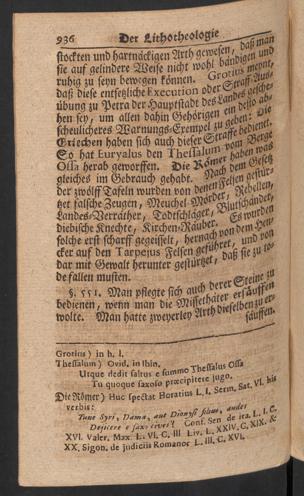 936 Der Lithotheologie
stockten und hartnäckigen Arth gewesen, daß man
sie auf gelindere Weise nicht wohl bändigen und
ruhig zu seyn bewegen können. Grotius meynt,
daß diese entsetzliche Execution oder Straff-Aus-
übung zu Petra der Hauptstadt des Landes gesche-
hen sey, um allen dahin Gehörigen ein desto ab-
scheulicheres Warnungs-Exempel zu geben: Die
Griechen haben sich auch dieser Straffe bedienet.
So hat Euryalus den Thessalum vom Berge
Ossa herab geworffen. Die Römer haben was
gleiches im Gebrauch gehabt. Nach dem Gesetz
der zwölff Tafeln wurden von denen Felsen gestür-
tzet falsche Zeugen, Meuchel-Mörder, Rebellen,
Landes-Verräther, Todtschläger, Blutschänder,
diebische Knechte, Kirchen-Räuber. Es wurden
solche erst scharff gegeisselt, hernach von dem Hen-
cker auf den Tarpejus Felsen geführet, und von
dar mit Gewalt herunter gestürtzet, daß sie zu to-
de fallen musten.
§. 551. Man pflegte sich auch derer Steine zu
bedienen, wenn man die Missethäter ersäuffen
wolte. Man hatte zweyerley Arth dieselben zu er-
säuffen.
Grotius) in h. l.
Thessalum) Ovid. in Ibin.
Utque dedit saltus e summo Thessalus Ossa
Tu quoque saxoso præcipitere jugo.
Die Römer) Huc spectat Horatius L. I. Serm. Sat. VI. his
verbis:
Tune Syri, Damæ, aut Dionysi filius, audes
Dejicere e saxo cives? Conf. Sen de ira. L. I. C.
XVI. Valer. Max. L. VI. C, III Liv. L. XXIV, C, XIX. &
XX. Sigon. de judiciis Romanor L. III, C, XVI.